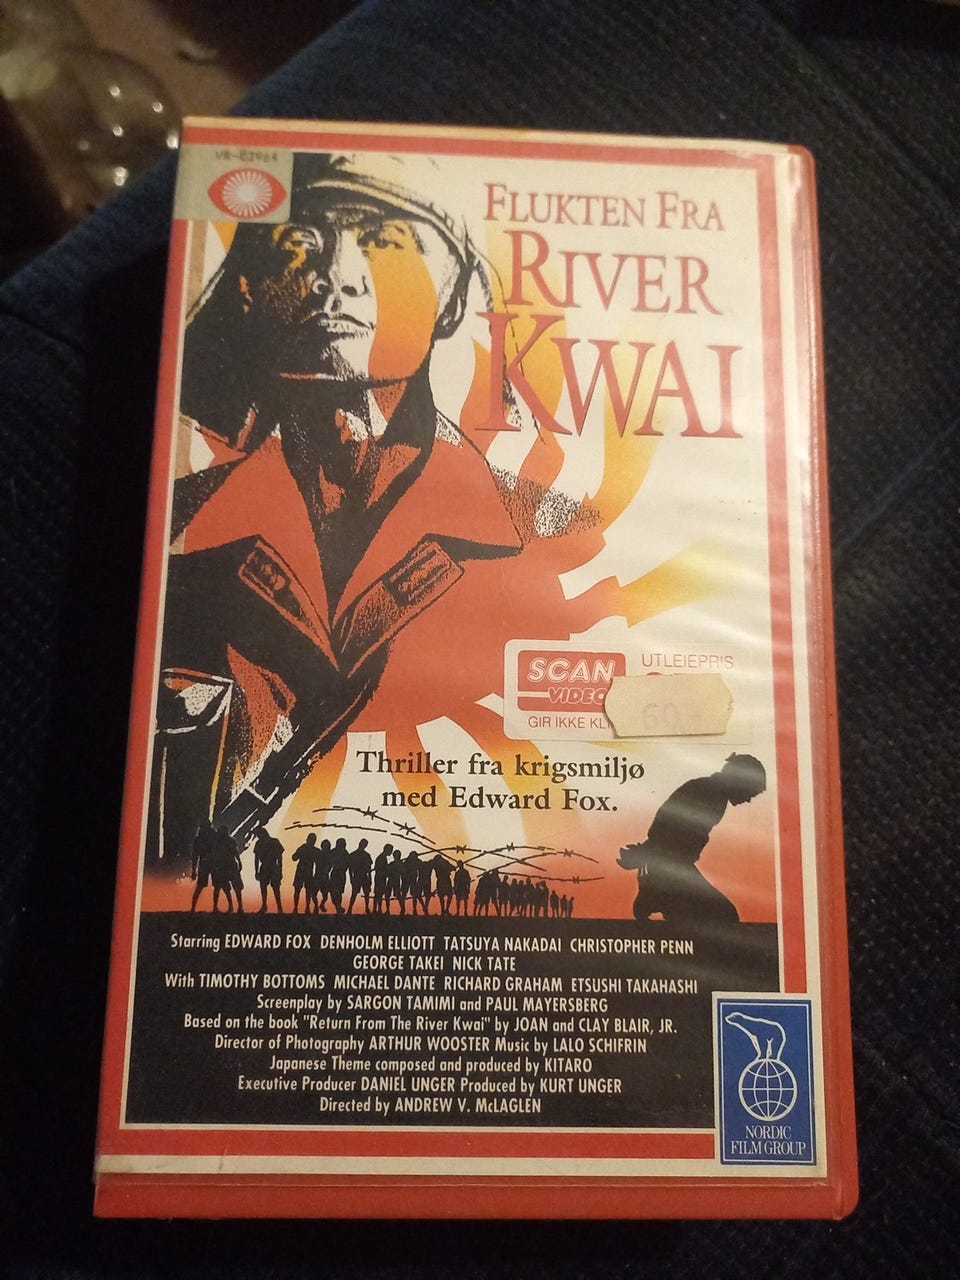 VR-C2964
FLUKTEN FRA
RIVER
KWAI
SCAN
VIDEO
UTLEIEPRIS
60.-
GIR IKKE
Thriller fra krigsmiljø
med Edward Fox.
Starring EDWARD FOX DENHOLM ELLIOTT TATSUYA NAKADAI CHRISTOPHER PENN
GEORGE TAKEI NICK TATE
With TIMOTHY BOTTOMS MICHAEL DANTE RICHARD GRAHAM ETSUSHI TAKAHASHI
Screenplay by SARGON TAMIMI and PAUL MAYERSBERG
Based on the book "Return From The River Kwai" by JOAN and CLAY BLAIR, JR.
Director of Photography ARTHUR WOOSTER Music by LALO SCHIFRIN
Japanese Theme composed and produced by KITARO
Executive Producer DANIEL UNGER Produced by KURT UNGER
Directed by ANDREW V. McLAGLEN
NORDIC
FILM GROUP